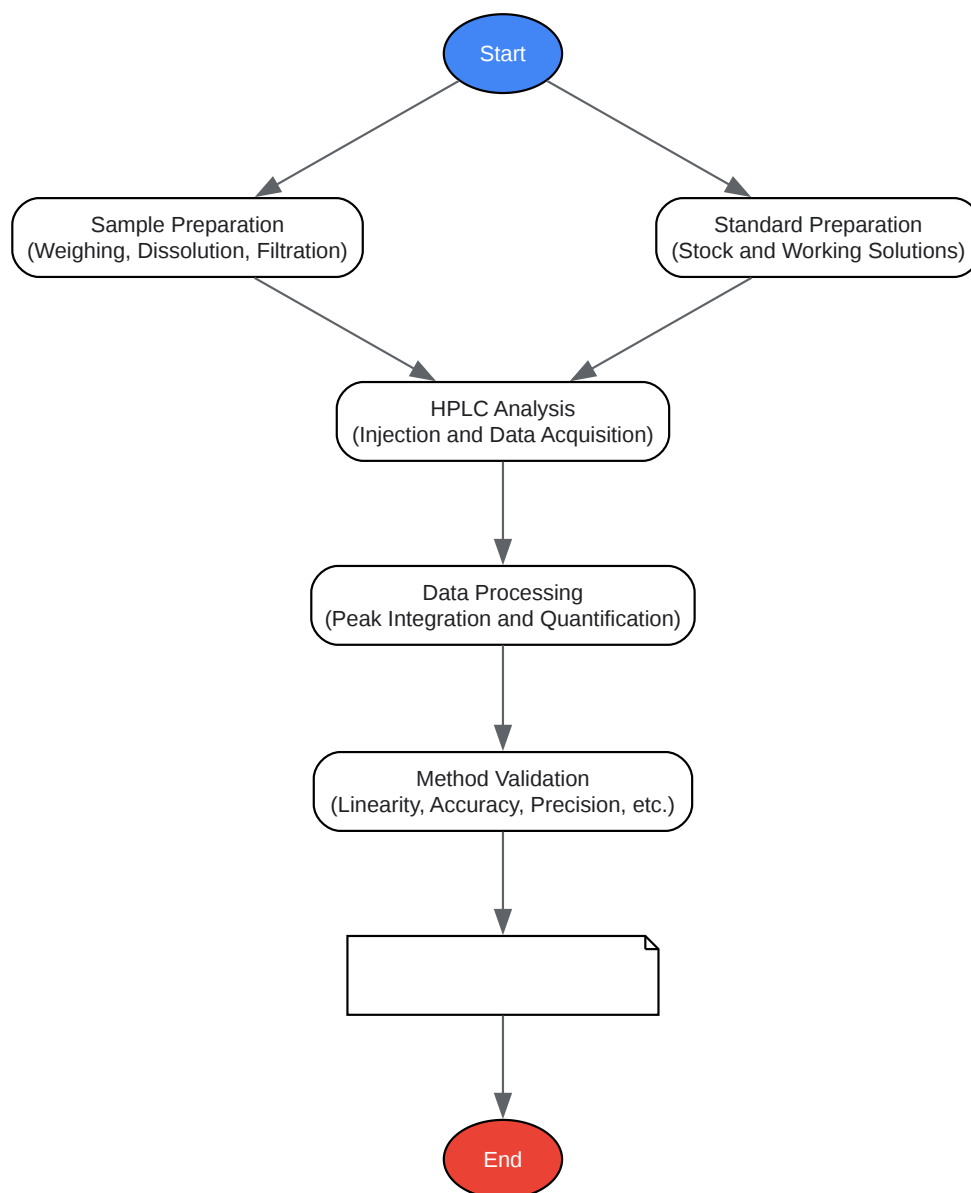 Start
Sample Preparation
(Weighing, Dissolution, Filtration)
Standard Preparation
(Stock and Working Solutions)
HPLC Analysis
(Injection and Data Acquisition)
Data Processing
(Peak Integration and Quantification)
Method Validation
(Linearity, Accuracy, Precision, etc.)
End